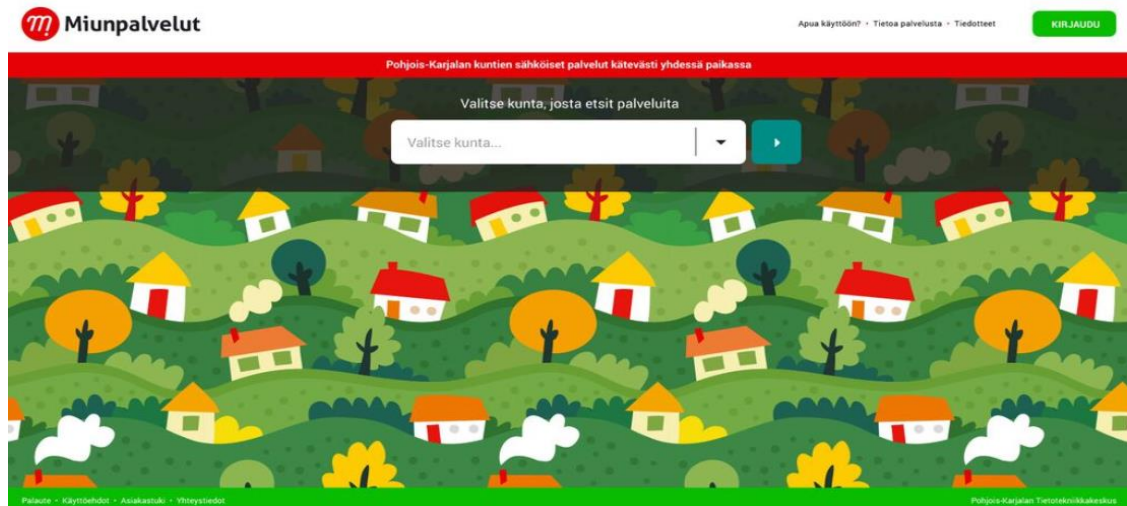 Miunpalvelut
Apua käyttöön? • Tietoa palvelusta • Tiedotteet
KIRJAUDU
Pohjois-Karjalan kuntien sähköiset palvelut kätevästi yhdessä paikassa
Valitse kunta, josta etsit palveluita
Valitse kunta...
Palaute • Käyttöehdot • Asiakastuki • Yhteystiedot
Pohjois-Karjalan Tietotekniikkakeskus